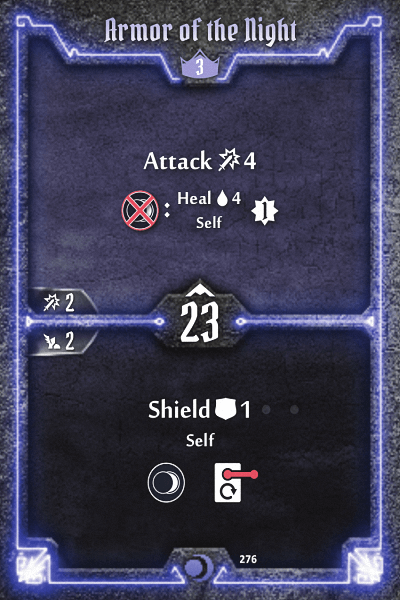 Armor of the Night
3
Attack 4
: Heal 4
Self
1
2
23
2
Shield 1
Self
276